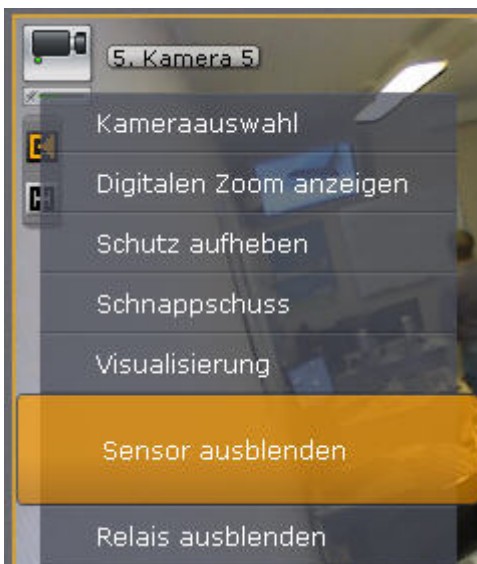 5. Kamera 5
Kameraauswahl
Digitalen Zoom anzeigen
Schutz aufheben
Schnappschuss
Visualisierung
Sensor ausblenden
Relais ausblenden